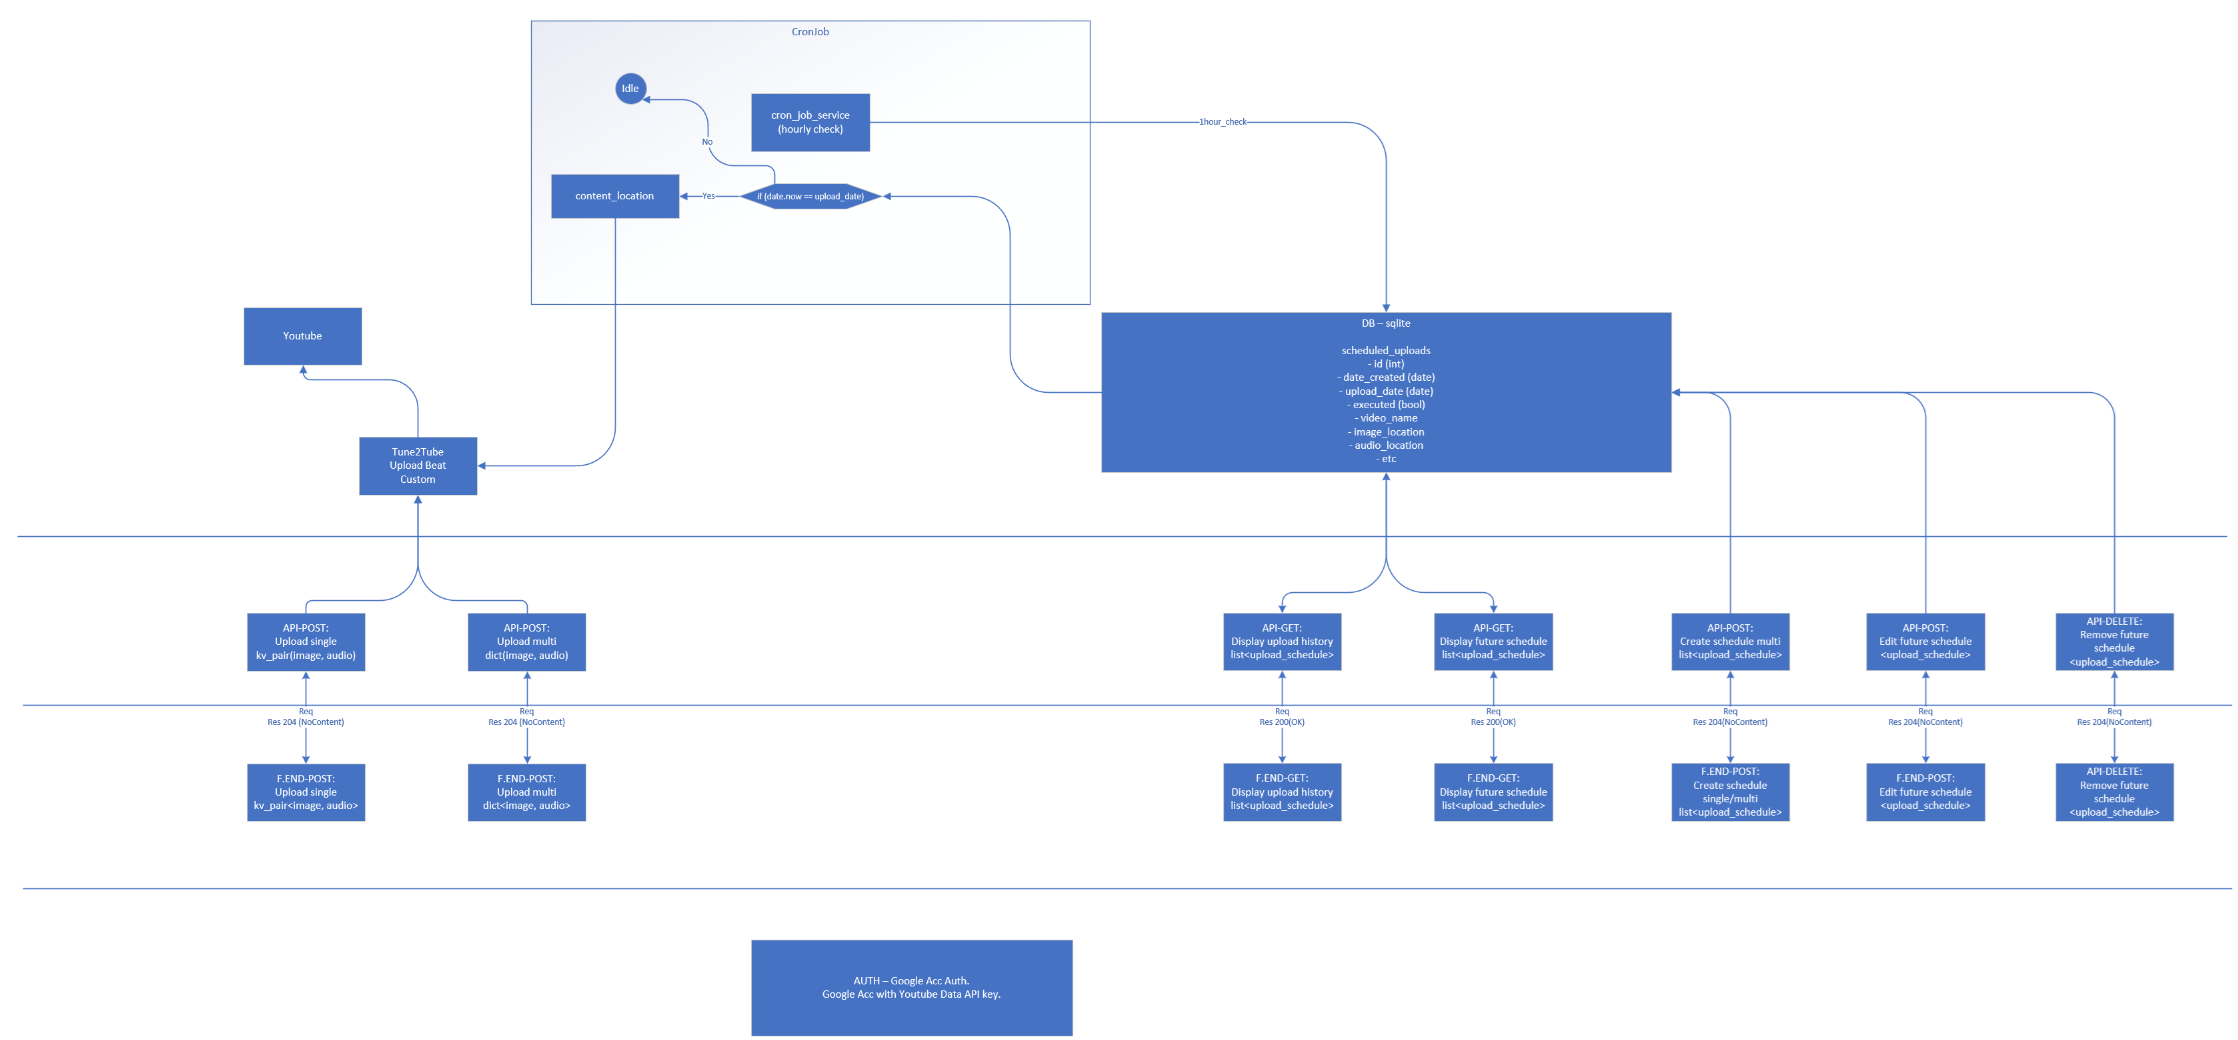 CronJob
Idle
cron_job_service
(hourly check)
1hour_check
No
content_location
Yes
if (date.now == upload_date)
Youtube
DB – sqlite
scheduled_uploads
- id (int)
- date_created (date)
- upload_date (date)
- executed (bool)
- video_name
- image_location
- audio_location
- etc
Tune2Tube
Upload Beat
Custom
API-POST:
Upload single
kv_pair(image, audio)
API-POST:
Upload multi
dict(image, audio)
API-GET:
Display upload history
list<upload_schedule>
API-GET:
Display future schedule
list<upload_schedule>
API-POST:
Create schedule multi
list<upload_schedule>
API-POST:
Edit future schedule
<upload_schedule>
API-DELETE:
Remove future
schedule
<upload_schedule>
Req
Res 204 (NoContent)
Req
Res 204 (NoContent)
Req
Res 200(OK)
Req
Res 200(OK)
Req
Res 204(NoContent)
Req
Res 204(NoContent)
Req
Res 204(NoContent)
F.END-POST:
Upload single
kv_pair<image, audio>
F.END-POST:
Upload multi
dict<image, audio>
F.END-GET:
Display upload history
list<upload_schedule>
F.END-GET:
Display future schedule
list<upload_schedule>
F.END-POST:
Create schedule
single/multi
list<upload_schedule>
F.END-POST:
Edit future schedule
<upload_schedule>
API-DELETE:
Remove future
schedule
<upload_schedule>
AUTH – Google Acc Auth.
Google Acc with Youtube Data API key.